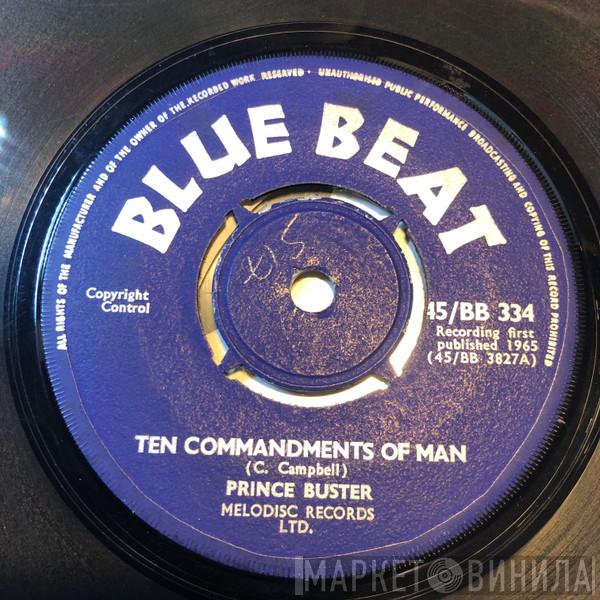 ALL RIGHTS OF THE MANUFACTURER AND OF THE OWNER OF THE RECORDED WORK RESERVED · UNAUTHORISED PUBLIC PERFORMANCE BROADCASTING AND COPYING OF THIS RECORD PROHIBITED
BLUE BEAT
Copyright
Control
45/BB 334
Recording first
published 1965
(45/BB 3827A)
TEN COMMANDMENTS OF MAN
(C. Campbell)
PRINCE BUSTER
MELODISC RECORDS
LTD.
МАРКЕТ ВИНИЛА